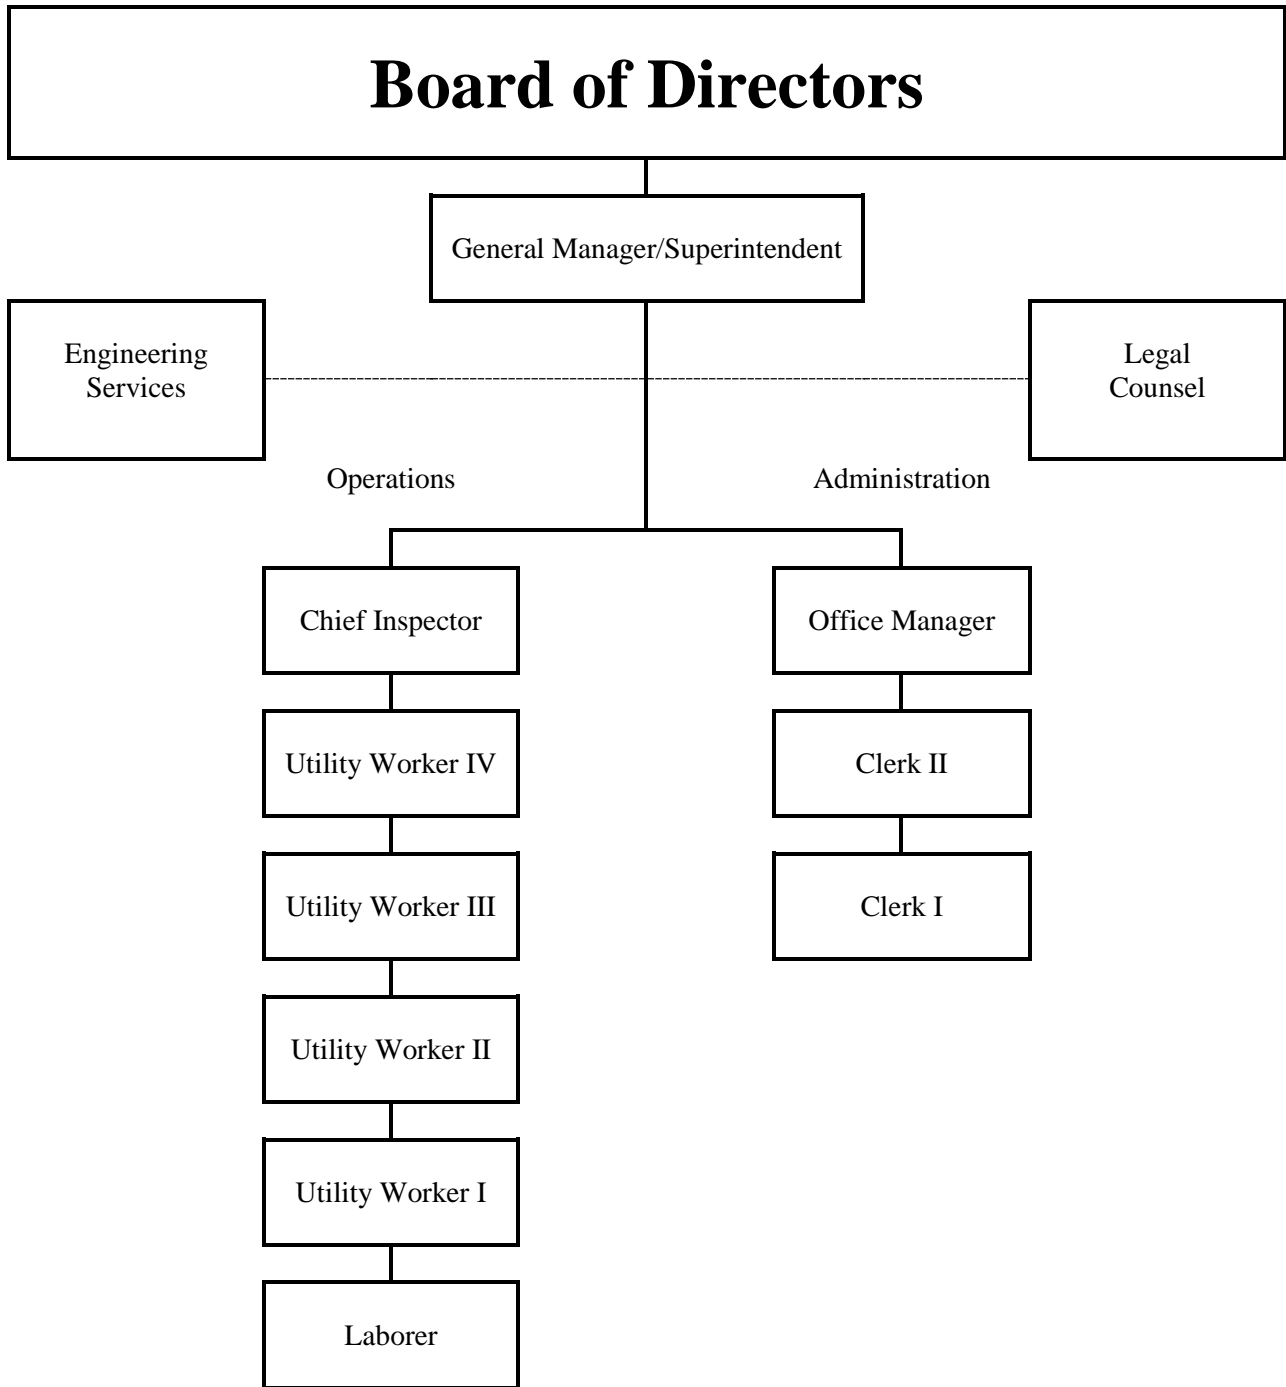 Board of Directors
General Manager/Superintendent
Engineering
Services
Legal
Counsel
Operations
Administration
Chief Inspector
Office Manager
Utility Worker IV
Clerk II
Utility Worker III
Clerk I
Utility Worker II
Utility Worker I
Laborer